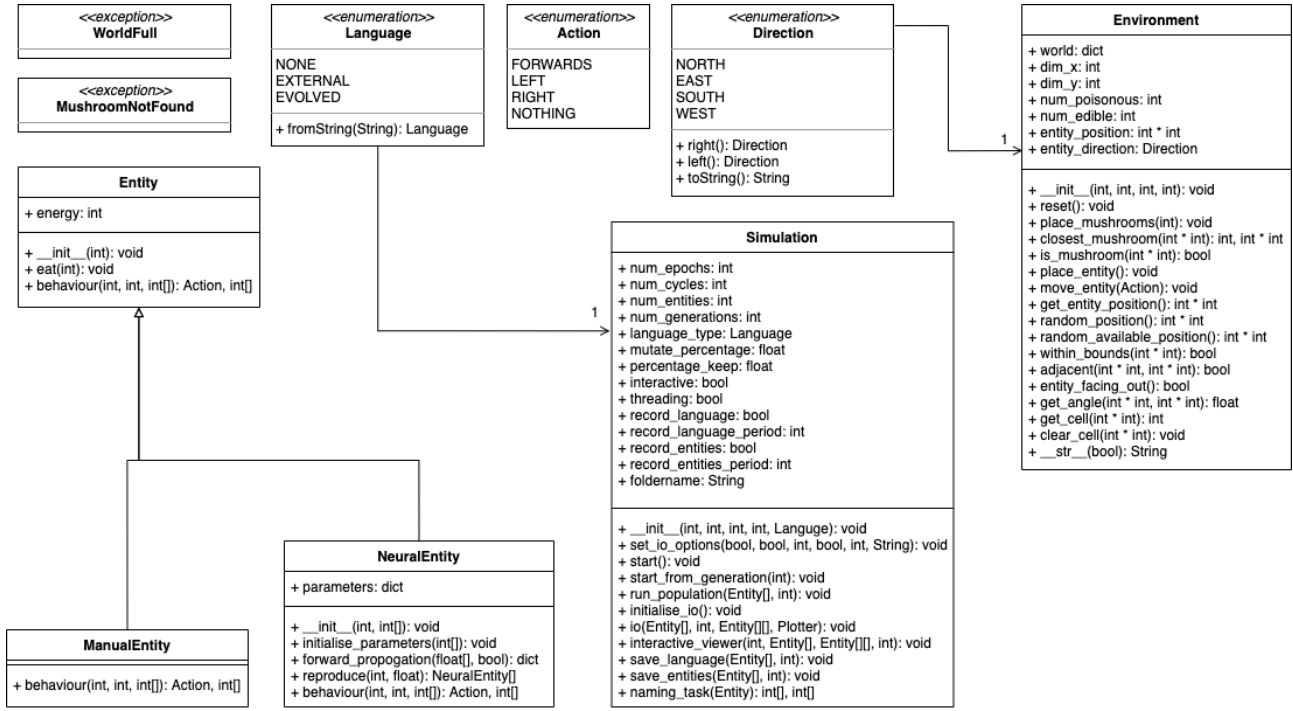 <<exception>>
WorldFull
<<exception>>
MushroomNotFound
<<enumeration>>
Language
NONE
EXTERNAL
EVOLVED
+ fromString(String): Language
<<enumeration>>
Action
FORWARDS
LEFT
RIGHT
NOTHING
<<enumeration>>
Direction
NORTH
EAST
SOUTH
WEST
+ right(): Direction
+ left(): Direction
+ toString(): String
1
Environment
+ world: dict
+ dim_x: int
+ dim_y: int
+ num_poisonous: int
+ num_edible: int
+ entity_position: int * int
+ entity_direction: Direction
+ __init__(int, int, int, int): void
+ reset(): void
+ place_mushrooms(int): void
+ closest_mushroom(int * int): int, int * int
+ is_mushroom(int * int): bool
+ place_entity(): void
+ move_entity(Action): void
+ get_entity_position(): int * int
+ random_position(): int * int
+ random_available_position(): int * int
+ within_bounds(int * int): bool
+ adjacent(int * int, int * int): bool
+ entity_facing_out(): bool
+ get_angle(int * int, int * int): float
+ get_cell(int * int): int
+ clear_cell(int * int): void
+ __str__(bool): String
Entity
+ energy: int
+ __init__(int): void
+ eat(int): void
+ behaviour(int, int, int[]): Action, int[]
1
Simulation
+ num_epochs: int
+ num_cycles: int
+ num_entities: int
+ num_generations: int
+ language_type: Language
+ mutate_percentage: float
+ percentage_keep: float
+ interactive: bool
+ threading: bool
+ record_language: bool
+ record_language_period: int
+ record_entities: bool
+ record_entities_period: int
+ foldername: String
+ __init__(int, int, int, int, Languge): void
+ set_io_options(bool, bool, int, bool, int, String): void
+ start(): void
+ start_from_generation(int): void
+ run_population(Entity[], int): void
+ initialise_io(): void
+ io(Entity[], int, Entity[][], Plotter): void
+ interactive_viewer(int, Entity[], Entity[][], int): void
+ save_language(Entity[], int): void
+ save_entities(Entity[], int): void
+ naming_task(Entity): int[], int[]
NeuralEntity
+ parameters: dict
+ __init__(int, int[]): void
+ initialise_parameters(int[]): void
+ forward_propogation(float[], bool): dict
+ reproduce(int, float): NeuralEntity[]
+ behaviour(int, int, int[]): Action, int[]
ManualEntity
+ behaviour(int, int, int[]): Action, int[]